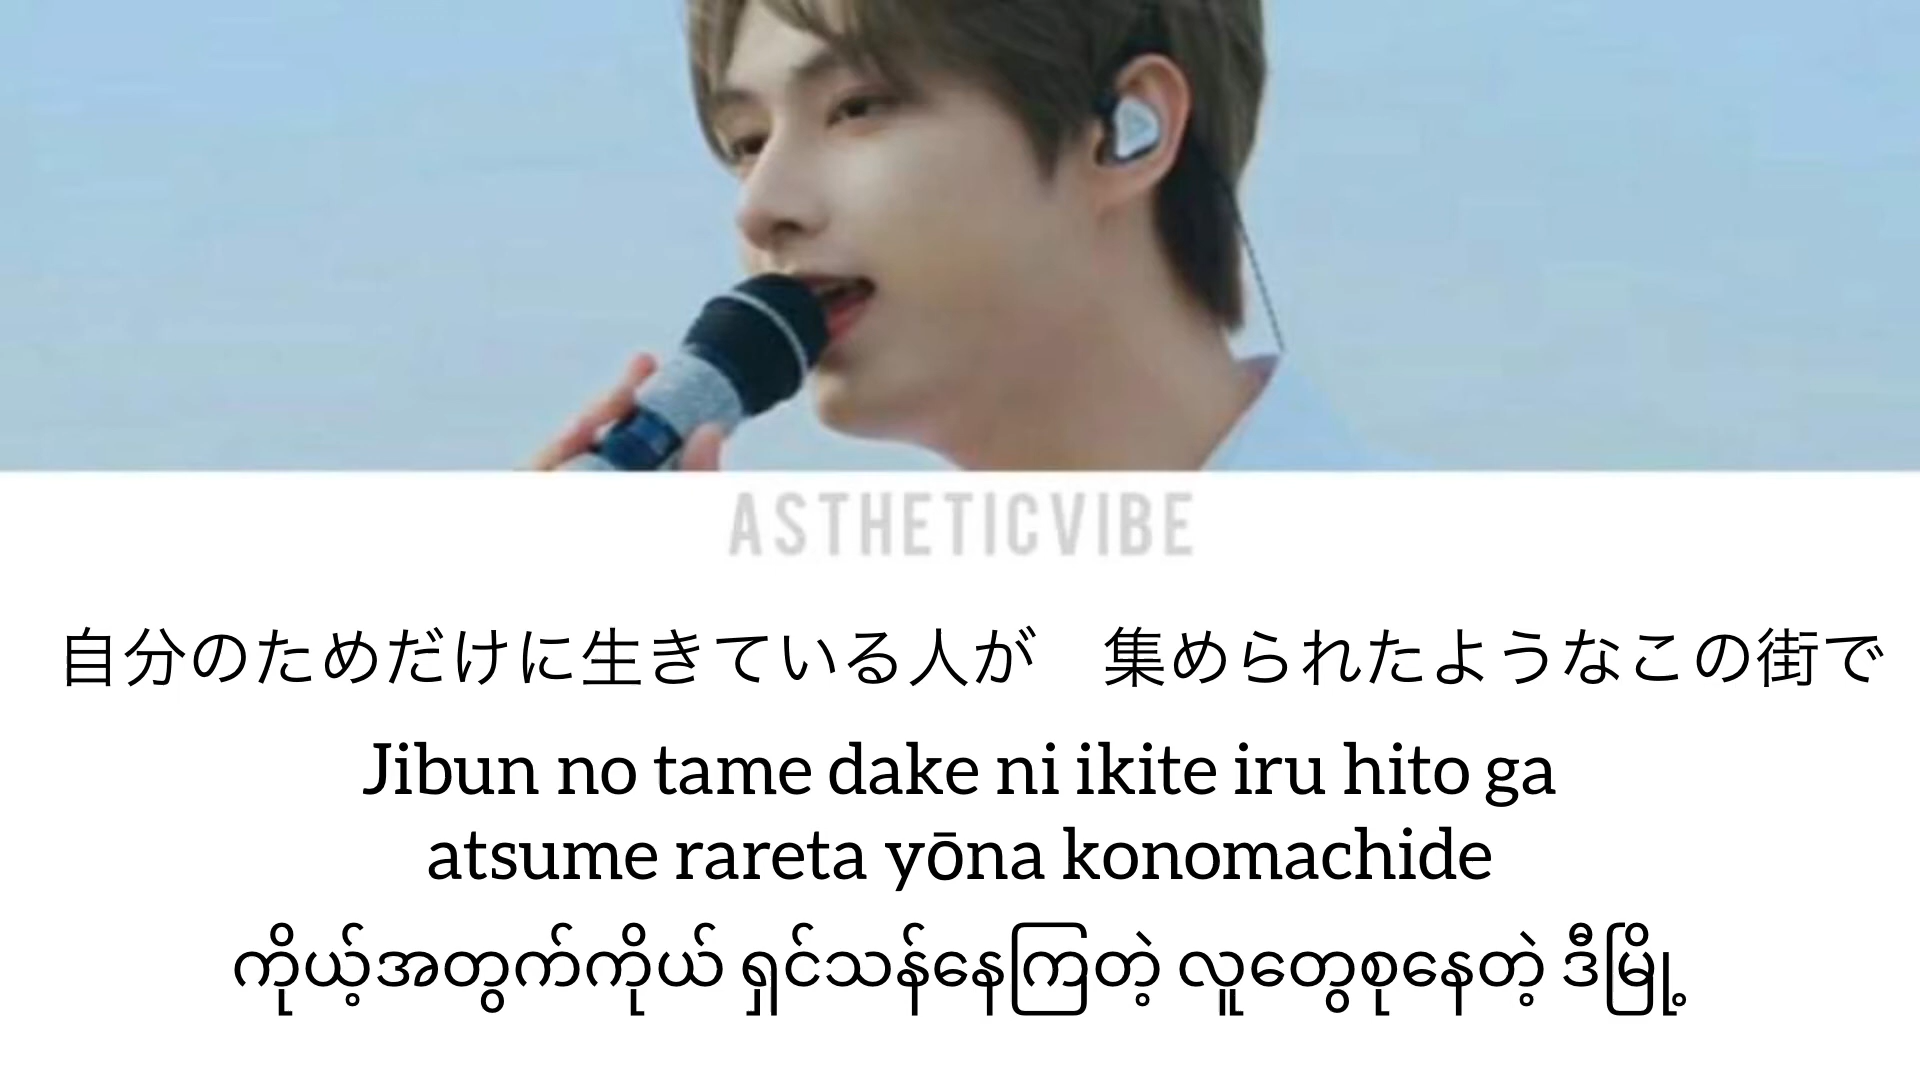 ASTHETICVIBE
自分のためだけに生きている人が　集められたようなこの街で
Jibun no tame dake ni ikite iru hito ga
atsume rareta yōna konomachide
ကိုယ့်အတွက်ကိုယ် ရှင်သန်နေကြတဲ့ လူတွေစုနေတဲ့ ဒီမြို့